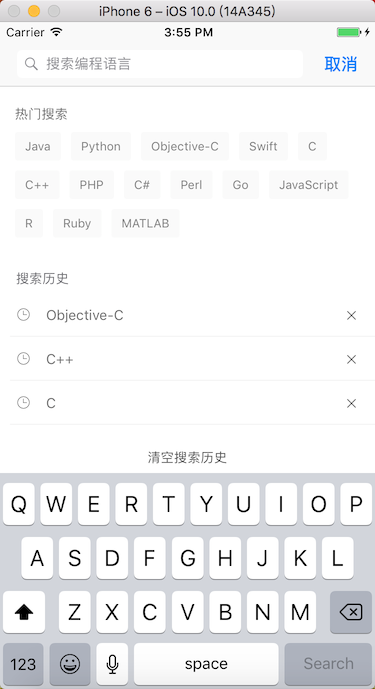 iPhone 6 – iOS 10.0 (14A345)
Carrier 3:55 PM
搜索编程语言 取消
热门搜索
Java Python Objective-C Swift C
C++ PHP C# Perl Go JavaScript
R Ruby MATLAB
搜索历史
Objective-C
C++
C
清空搜索历史
Q W E R T Y U I O P
A S D F G H J K L
Z X C V B N M
123 space Search